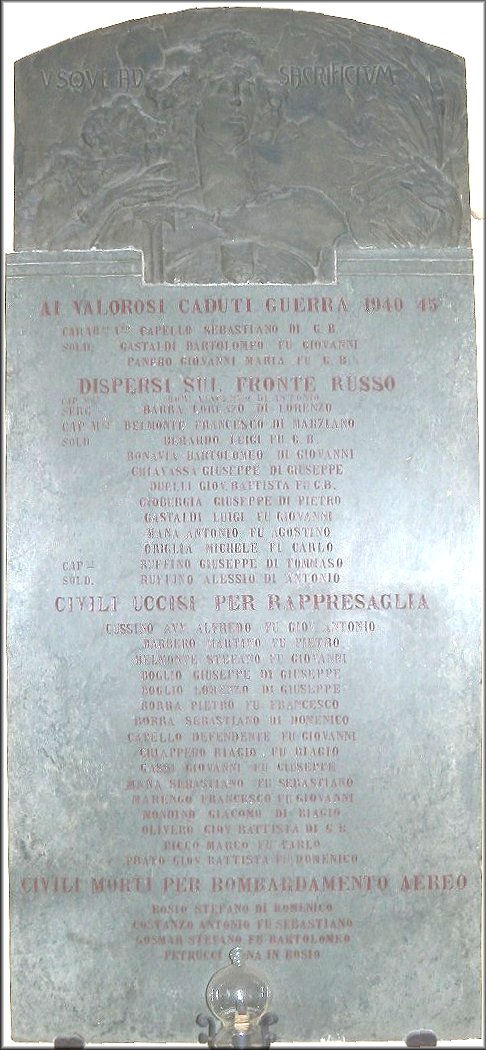 VSQVE AD SACRIFICIVM
AI VALOROSI CADUTI GUERRA 1940 45
CARAB. CAPELLO SEBASTIANO DI G. B.
SOLD. GASTALDI BARTOLOMEO FU GIOVANNI
GIOVANNI MARIA FU G. B.
DISPERSI SUL FRONTE RUSSO
CAP. DI ANTONIO
SERG. BARRA LORENZO DI LORENZO
CAP. M. BELMONTE FRANCESCO DI MARZIANO
SOLD. BERARDO LUIGI FU G. B.
BONAVIA BARTOLOMEO DI GIOVANNI
CHIAVASSA GIUSEPPE DI GIUSEPPE
DUELLI GIOV. BATTISTA FU G.B.
GIOBERGIA GIUSEPPE DI PIETRO
GASTALDI LUIGI FU GIOVANNI
MANA ANTONIO FU AGOSTINO
ORIGLIA MICHELE FU CARLO
CAP. RUFFINO GIUSEPPE DI TOMMASO
SOLD. RUFFINO ALESSIO DI ANTONIO
CIVILI UCCISI PER RAPPRESAGLIA
CUSSINO AVV. ALFREDO FU GIOV. ANTONIO
BARBERO MARTINO FU PIETRO
BELMONTE STEFANO FU GIOVANNI
BOGLIO GIUSEPPE DI GIUSEPPE
BOGLIO LORENZO DI GIUSEPPE
BORRA PIETRO FU FRANCESCO
BORRA SEBASTIANO DI DOMENICO
CAPELLO DEFENDENTE FU GIOVANNI
CHIAPPERO BIAGIO FU BIAGIO
GIOVANNI FU GIUSEPPE
MANA SEBASTIANO FU SEBASTIANO
MARENGO FRANCESCO FU GIOVANNI
MONDINO GIACOMO DI BIAGIO
OLIVERO GIOV. BATTISTA DI G. B.
RICCO MARCO FU CARLO
PRATO GIOV. BATTISTA FU DOMENICO
CIVILI MORTI PER BOMBARDAMENTO AEREO
BOSIO STEFANO DI DOMENICO
COSTANZO ANTONIO FU SEBASTIANO
GOSMAR STEFANO FU BARTOLOMEO
PETRUCCI IN BOSIO